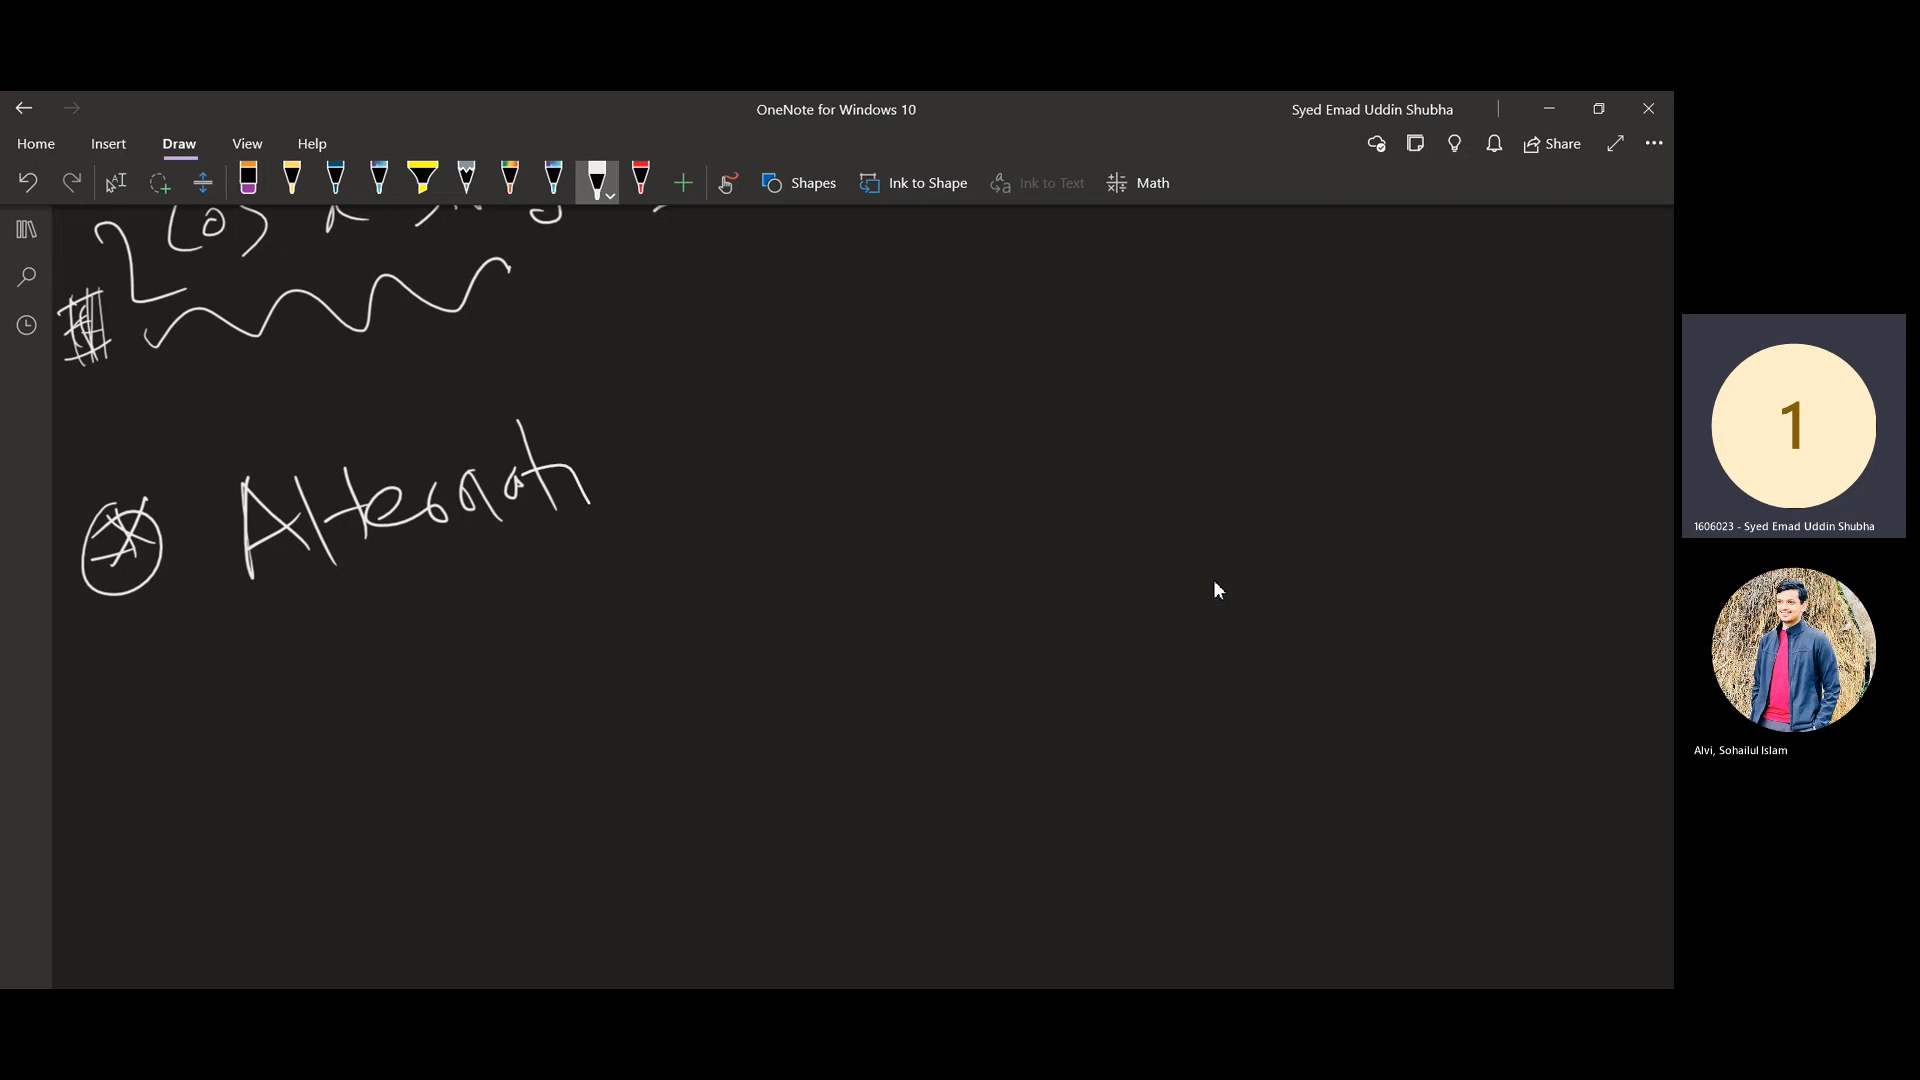 OneNote for Windows 10
Syed Emad Uddin Shubha
Home Insert Draw View Help
Share
Shapes Ink to Shape Ink to Text Math
Alternati
1
1606023 - Syed Emad Uddin Shubha
Alvi, Sohailul Islam